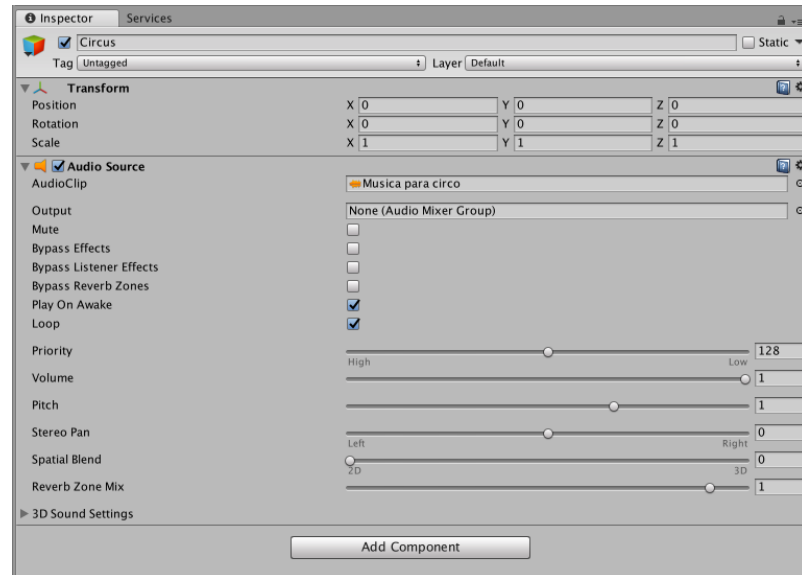 Inspector Services
Circus Static
Tag Untagged Layer Default
Transform
Position X 0 Y 0 Z 0
Rotation X 0 Y 0 Z 0
Scale X 1 Y 1 Z 1
Audio Source
AudioClip Musica para circo
Output None (Audio Mixer Group)
Mute
Bypass Effects
Bypass Listener Effects
Bypass Reverb Zones
Play On Awake
Loop
Priority 128
High Low
Volume 1
Pitch 1
Stereo Pan 0
Left Right
Spatial Blend 0
2D 3D
Reverb Zone Mix 1
3D Sound Settings
Add Component